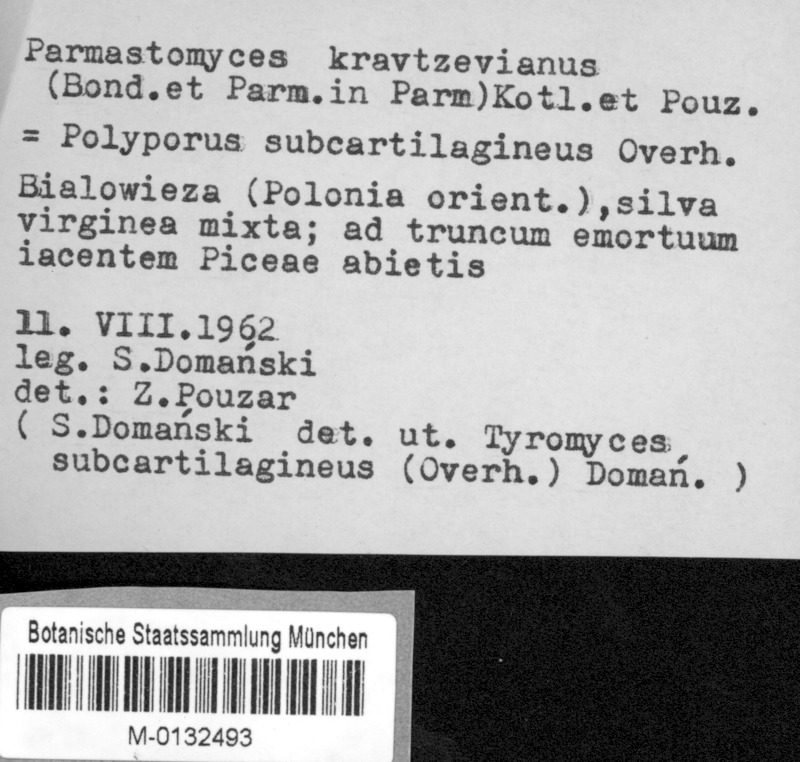 Parmastomyces kravtzevianus
(Bond.et Parm.in Parm)Kotl.et Pouz.
= Polyporus subcartilagineus Overh.
Bialowieza (Polonia orient.),silva
virginea mixta; ad truncum emortuum
iacentem Piceae abietis
11. VIII.1962
leg. S.Domański
det.: Z.Pouzar
( S.Domański det. ut. Tyromyces
subcartilagineus (Overh.) Domań. )
Botanische Staatssammlung München
M-0132493